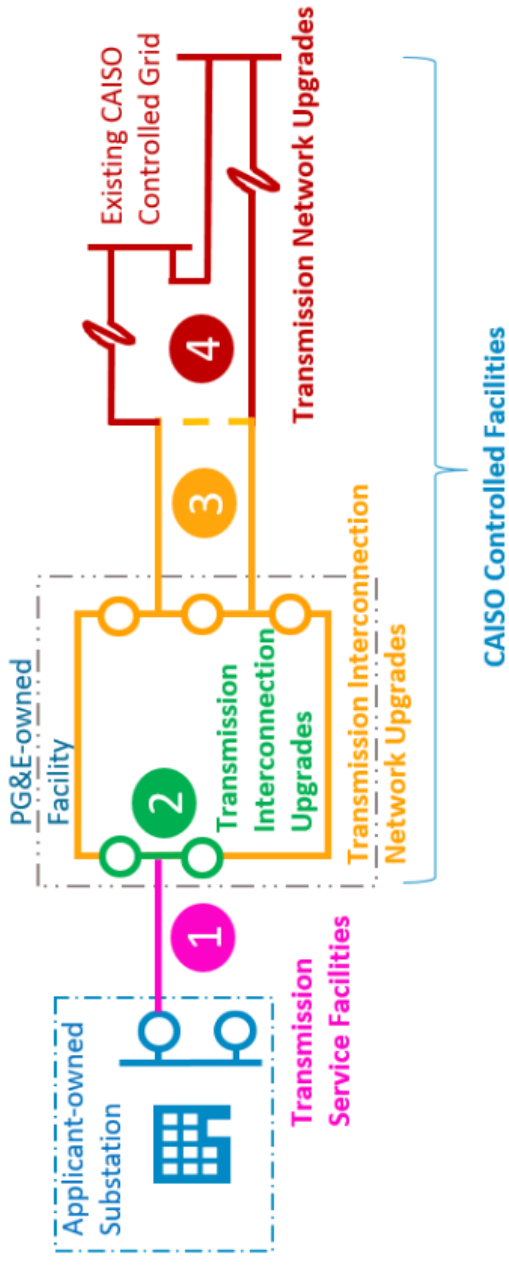 Applicant-owned
Substation
Transmission
Service Facilities
1
PG&E-owned
Facility
2
Transmission
Interconnection
Upgrades
Transmission Interconnection
Network Upgrades
3
4
Existing CAISO
Controlled Grid
Transmission Network Upgrades
CAISO Controlled Facilities